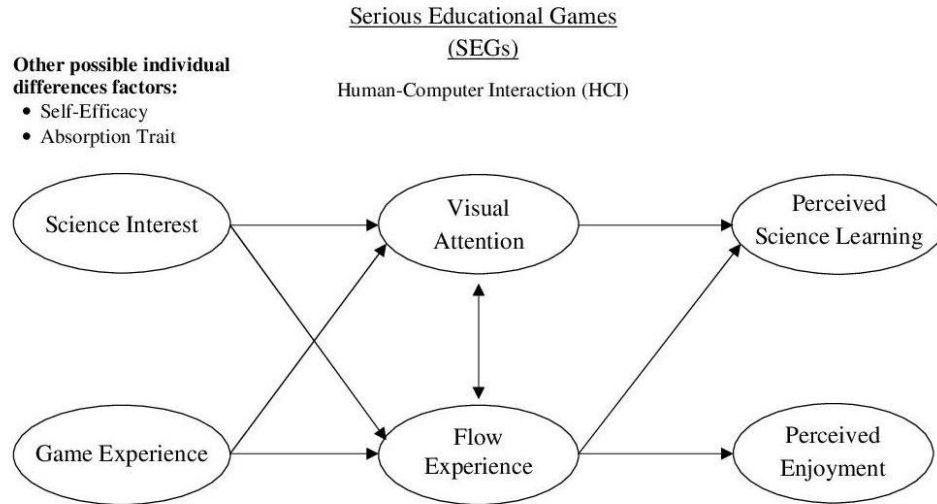 Serious Educational Games
(SEGs)
Human-Computer Interaction (HCI)
Other possible individual
differences factors:
• Self-Efficacy
• Absorption Trait
Science Interest
Visual
Attention
Perceived
Science Learning
Game Experience
Flow
Experience
Perceived
Enjoyment